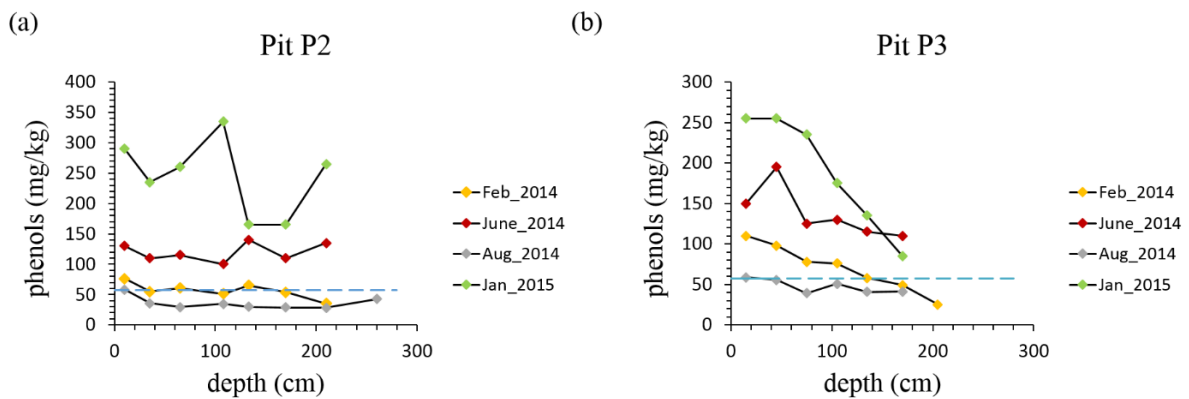 (a)
Pit P2
400
350
300
250
200
150
100
50
0
phenols (mg/kg)
0 100 200 300
depth (cm)
Feb_2014
June_2014
Aug_2014
Jan_2015
(b)
Pit P3
300
250
200
150
100
50
0
phenols (mg/kg)
0 100 200 300
depth (cm)
Feb_2014
June_2014
Aug_2014
Jan_2015